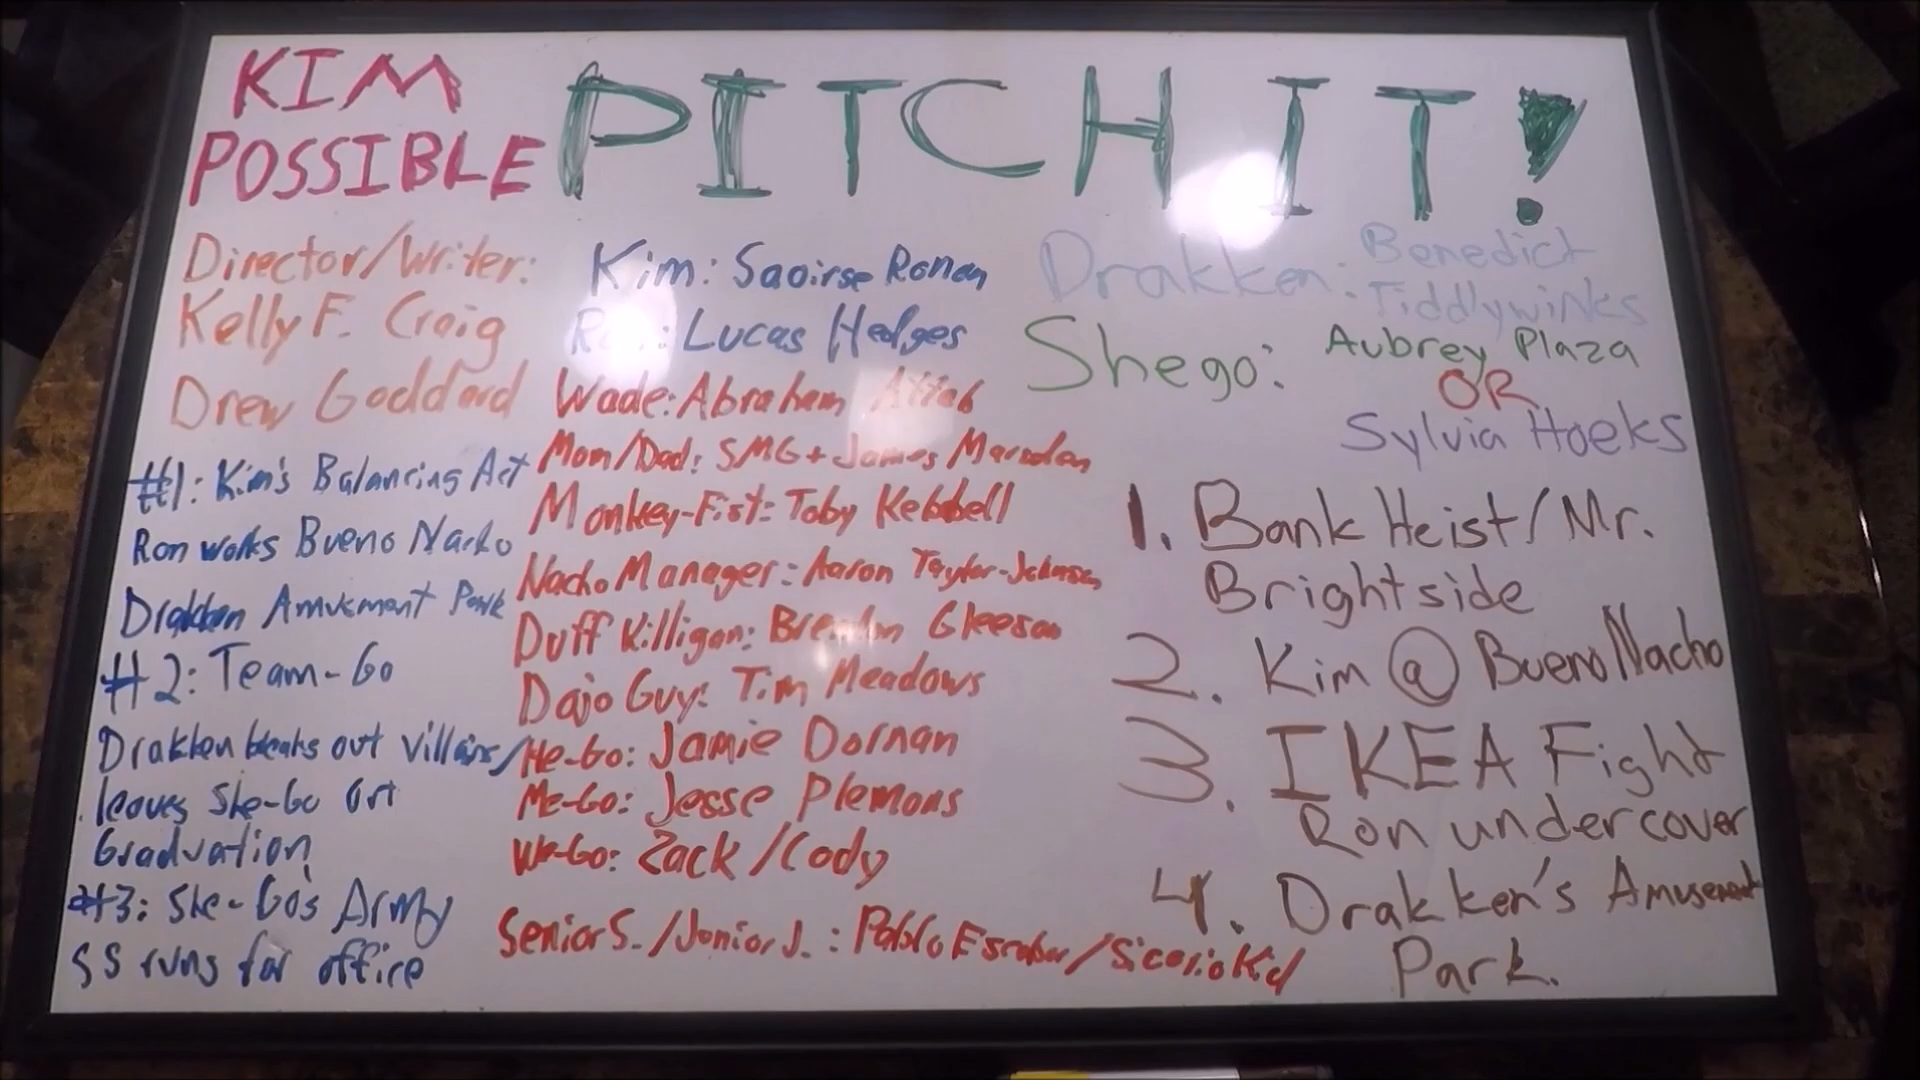 KIM
POSSIBLE
PITCH IT!
Director/Writer:
Kelly F. Craig
Drew Goddard
#1: Kim's Balancing Act
Ron works Bueno Nacho
Drakken Amusement Park
#2: Team-Go
Drakken breaks out villains/
leaves She-Go out
Graduation
#3: She-Go's Army
SS runs for office
Kim: Saoirse Ronan
Ron: Lucas Hedges
Wade: Abraham Attah
Mom/Dad: SMG + James Marsden
Monkey-Fist: Toby Kebbell
Nacho Manager: Aaron Taylor-Johnson
Duff Killigan: Brendan Gleeson
Dojo Guy: Tim Meadows
He-Go: Jamie Dornan
Me-Go: Jesse Plemons
We-Go: Zack/Cody
Senior S./Junior J.: Pablo Escobar/Sicario Kid
Drakken: Benedict
Tiddlywinks
Shego: Aubrey Plaza
OR
Sylvia Hoeks
1. Bank Heist/Mr.
Brightside
2. Kim @ Bueno Nacho
3. IKEA Fight
Ron undercover
4. Drakken's Amusement
Park.